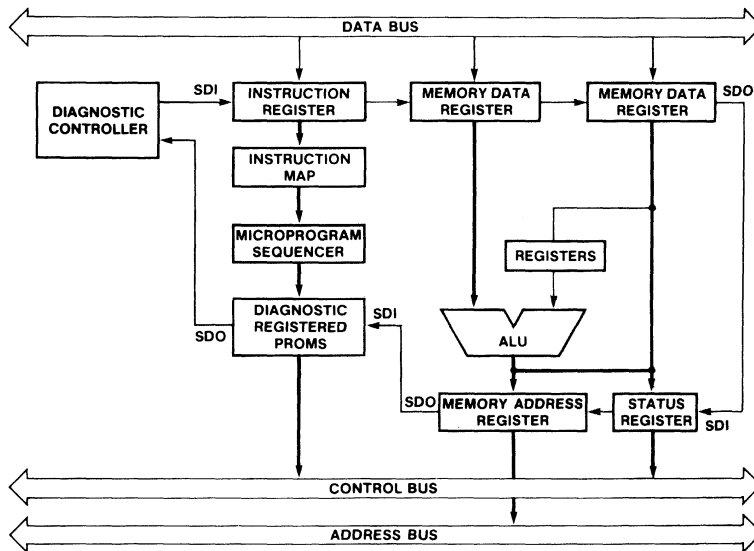 DATA BUS
DIAGNOSTIC
CONTROLLER
SDI
INSTRUCTION
REGISTER
MEMORY DATA
REGISTER
MEMORY DATA
REGISTER
SDO
INSTRUCTION
MAP
MICROPROGRAM
SEQUENCER
REGISTERS
DIAGNOSTIC
REGISTERED
PROMS
SDO
SDI
ALU
SDO
MEMORY ADDRESS
REGISTER
STATUS
REGISTER
SDI
CONTROL BUS
ADDRESS BUS